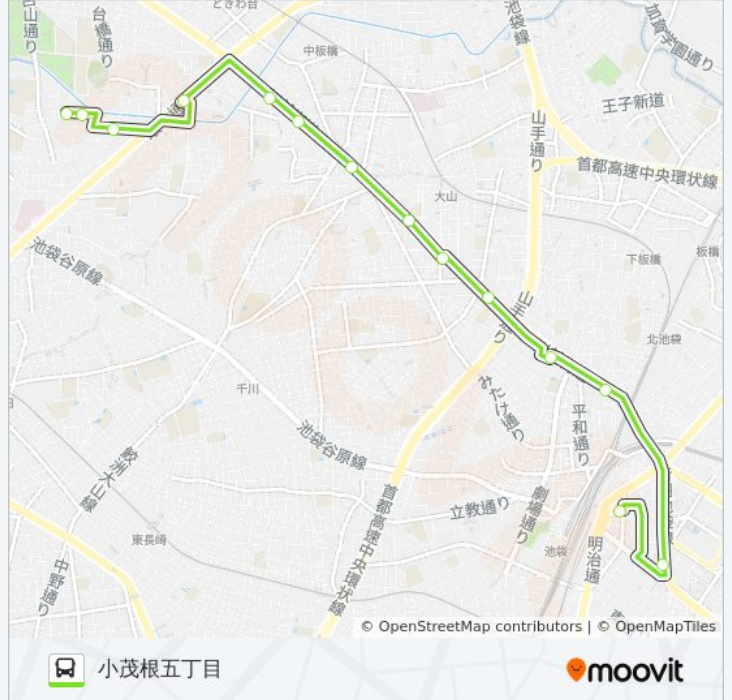 ときわ台
台橋通り
中板橋
池袋線
加賀学園通り
王子新道
山手通り
首都高速中央環状線
大山
下板橋
板橋
池袋谷原線
北池袋
千川
みたけ通り
平和通り
池袋谷原線
鮫洲大山線
首都高速中央環状線
立教通り
劇場通り
池袋
東長崎
中野通り
明治通
© OpenStreetMap contributors | © OpenMapTiles
小茂根五丁目
moovit